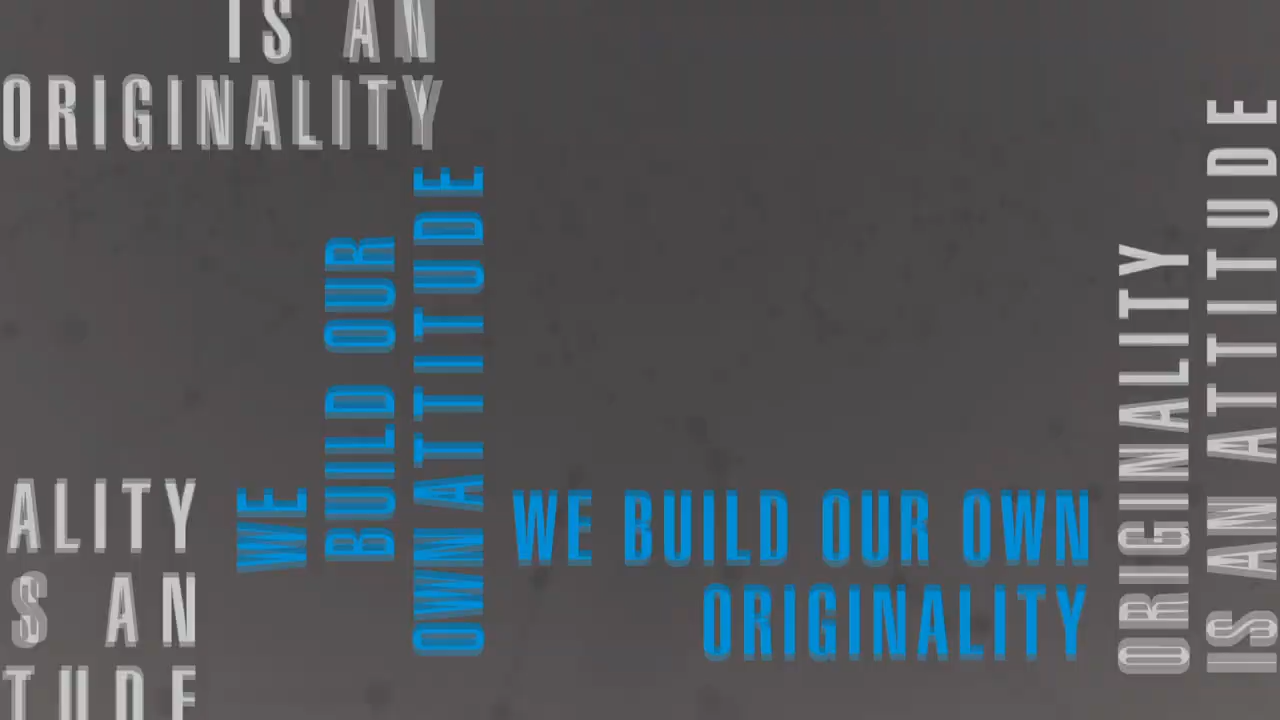 IS AN
ORIGINALITY
WE
BUILD OUR
OWN ATTITUDE
WE BUILD OUR OWN
ORIGINALITY
ORIGINALITY
IS AN ATTITUDE
ALITY
S AN
TUDE